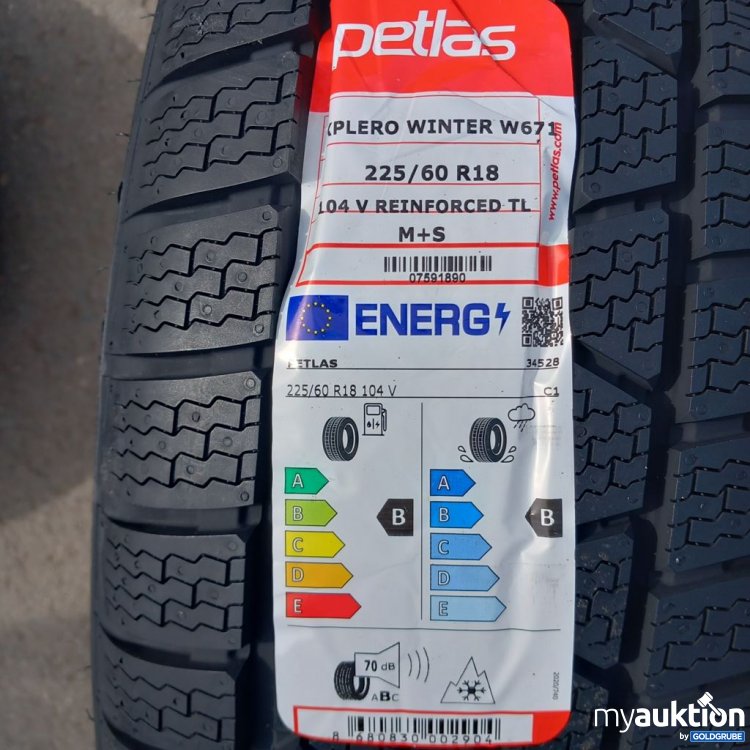 petlas
XPLERO WINTER W671
www.petlas.com
225/60 R18
104 V REINFORCED TL
M+S
07591890
ENERG
PETLAS 34528
225/60 R18 104 V C1
A A
B B B B
C C
D D
E E
70 dB
ABC
2020/740
8 680830 002904
myauktion
by GOLDGRUBE